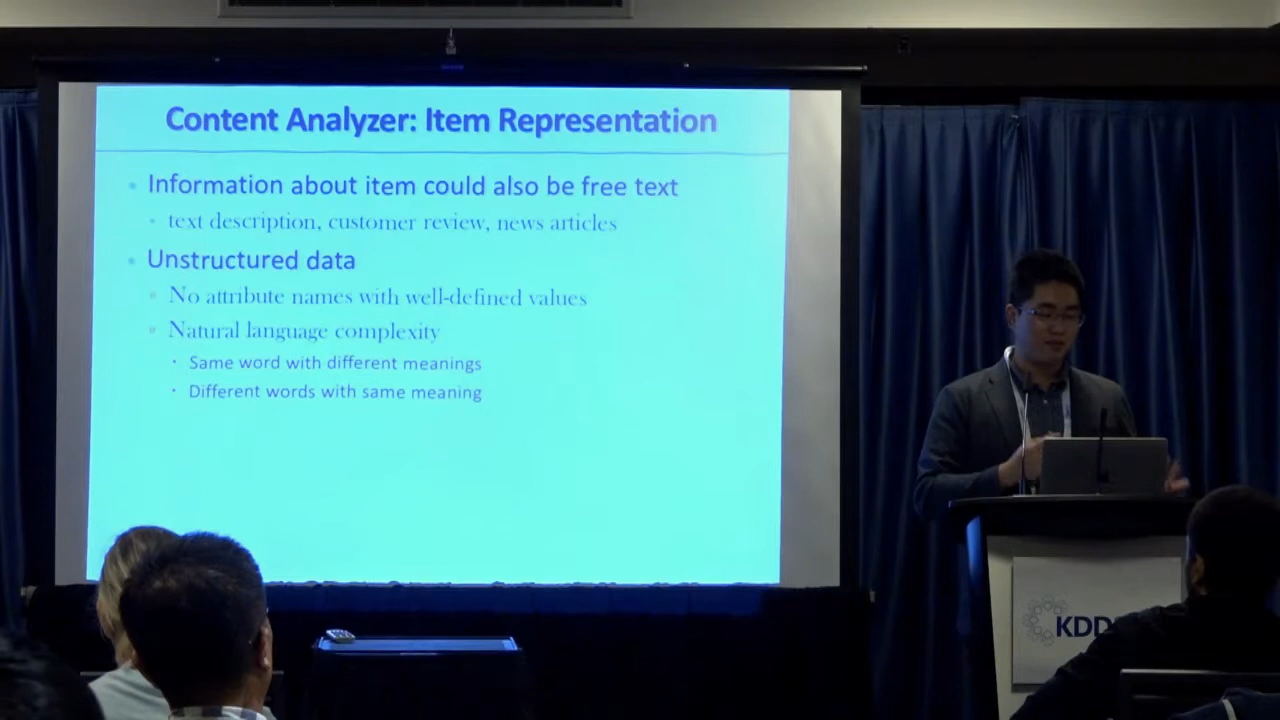 Content Analyzer: Item Representation
Information about item could also be free text
text description, customer review, news articles
Unstructured data
No attribute names with well-defined values
Natural language complexity
Same word with different meanings
Different words with same meaning
KDD